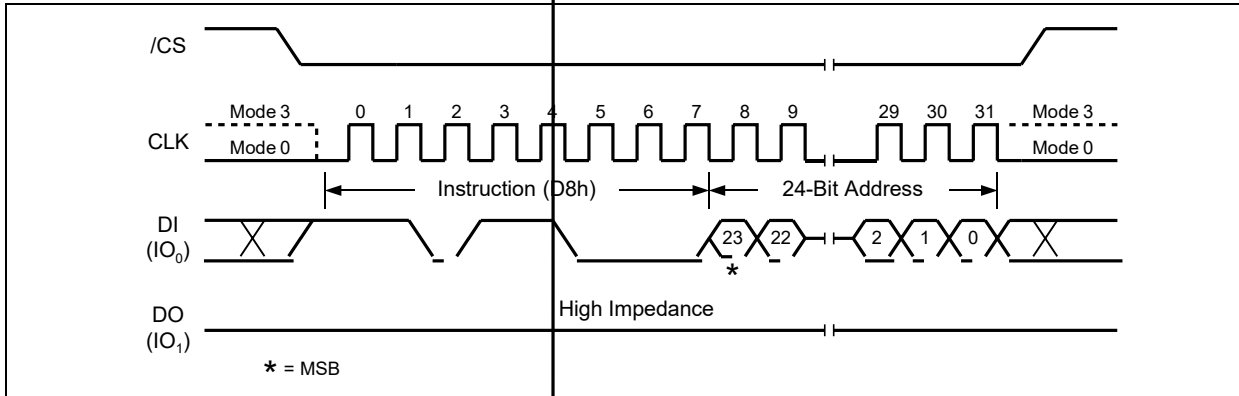 /CS
Mode 3 0 1 2 3 4 5 6 7 8 9 29 30 31 Mode 3
CLK
Mode 0 Mode 0
Instruction (D8h) 24-Bit Address
DI
(IO₀)
23 22 2 1 0
*
High Impedance
DO
(IO₁)
* = MSB